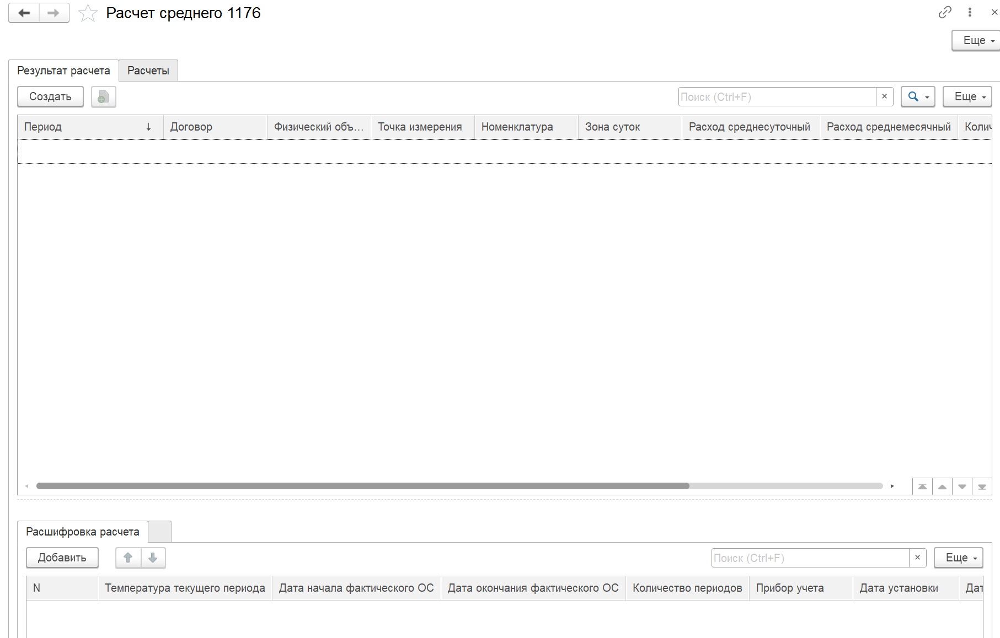 Расчет среднего 1176
Еще
Результат расчета Расчеты
Создать Поиск (Ctrl+F) × Еще
Период ↓ Договор Физический объ... Точка измерения Номенклатура Зона суток Расход среднесуточный Расход среднемесячный Колич
Расшифровка расчета
Добавить Поиск (Ctrl+F) × Еще
N Температура текущего периода Дата начала фактического ОС Дата окончания фактического ОС Количество периодов Прибор учета Дата установки Дат